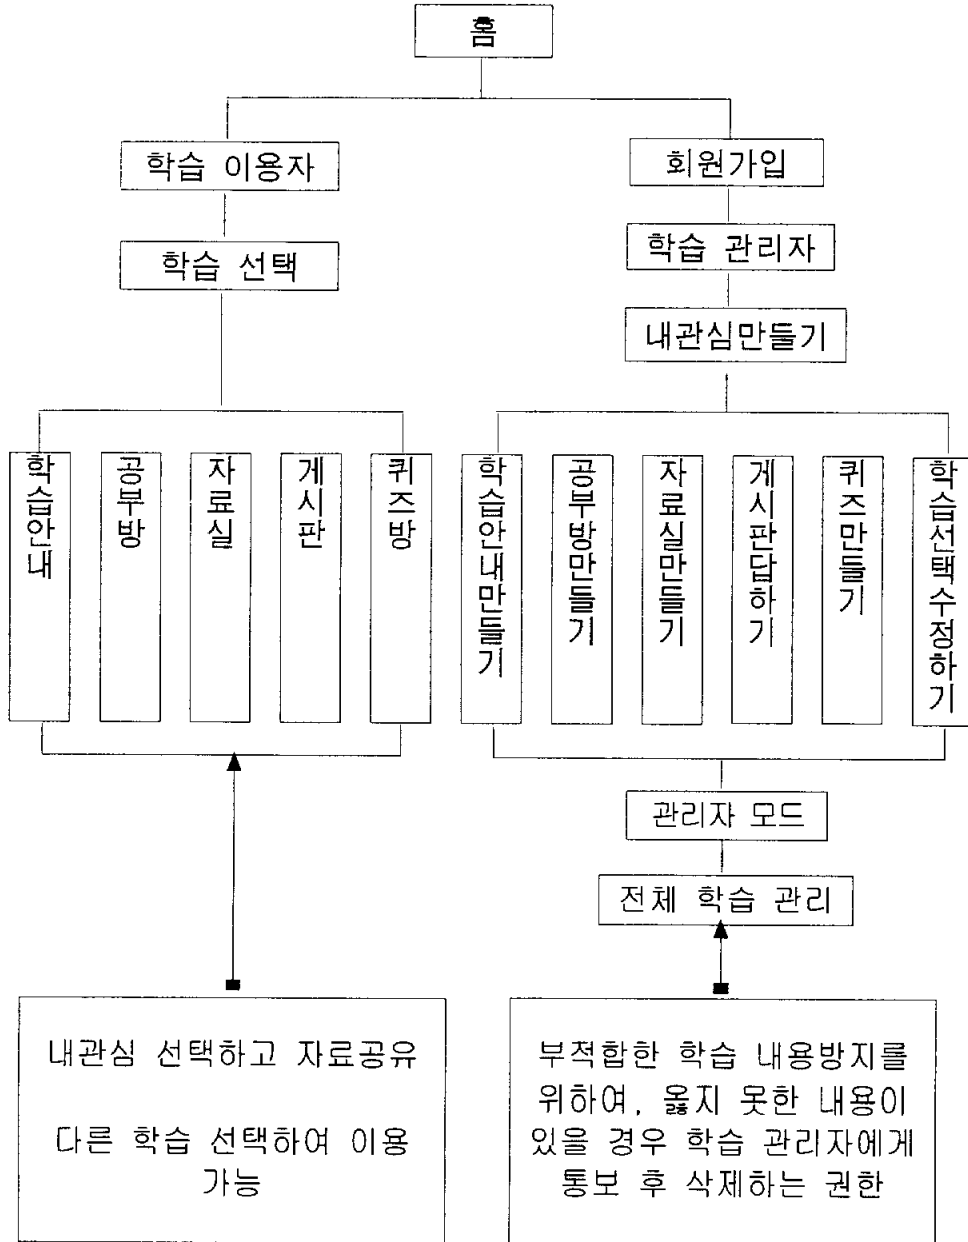 홈
학습 이용자
회원가입
학습 선택
학습 관리자
내관심만들기
학습안내
공부방
자료실
게시판
퀴즈방
학습안내만들기
공부방만들기
자료실만들기
게시판답하기
퀴즈만들기
학습선택수정하기
관리자 모드
전체 학습 관리
내관심 선택하고 자료공유
다른 학습 선택하여 이용
가능
부적합한 학습 내용방지를
위하여, 옳지 못한 내용이
있을 경우 학습 관리자에게
통보 후 삭제하는 권한